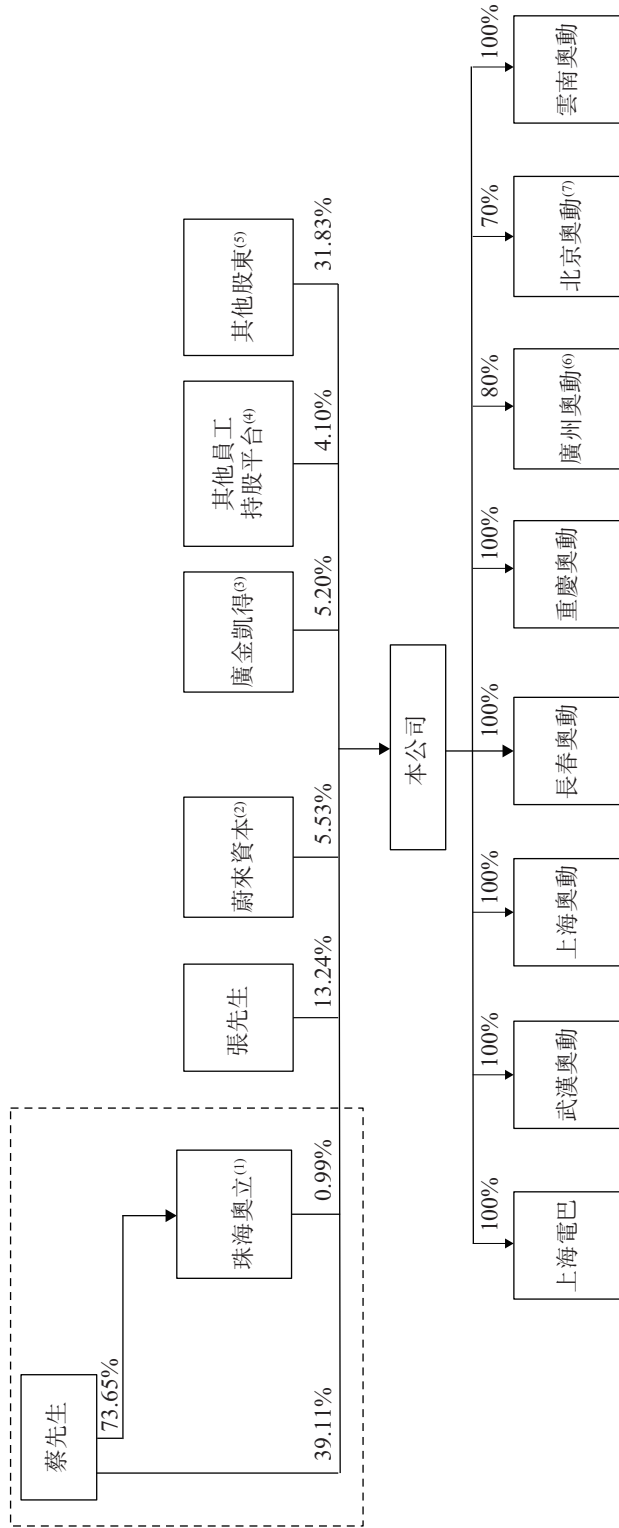 蔡先生
73.65%
珠海奧立(1)
張先生
蔚來資本(2)
廣金凱得(3)
其他員工
持股平台(4)
其他股東(5)
39.11%
0.99%
13.24%
5.53%
5.20%
4.10%
31.83%
本公司
100%
100%
100%
100%
100%
80%
70%
100%
上海電巴
武漢奧動
上海奧動
長春奧動
重慶奧動
廣州奧動(6)
北京奧動(7)
雲南奧動